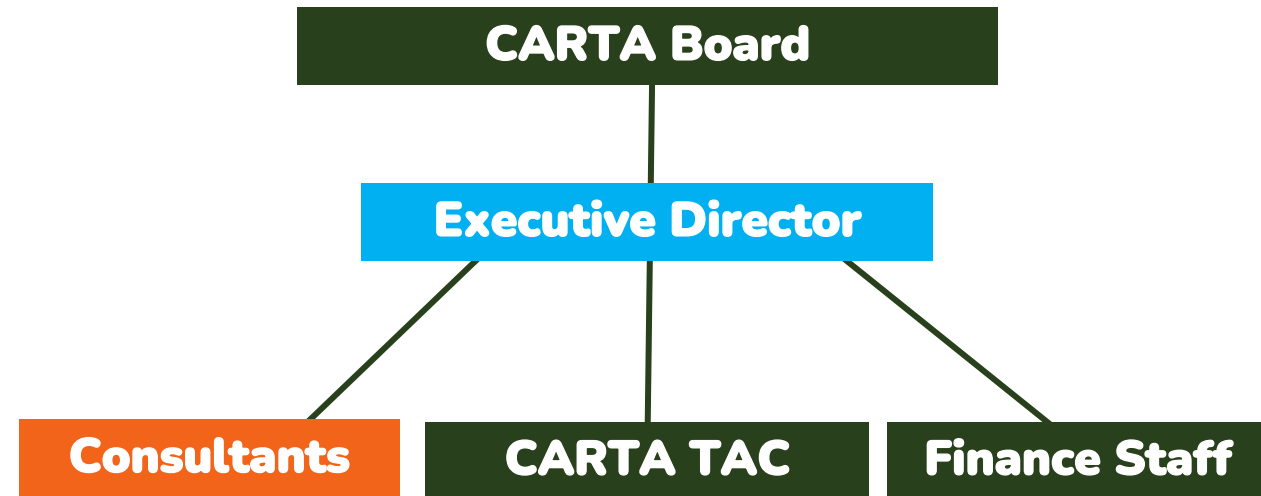 CARTA Board
Executive Director
Consultants
CARTA TAC
Finance Staff